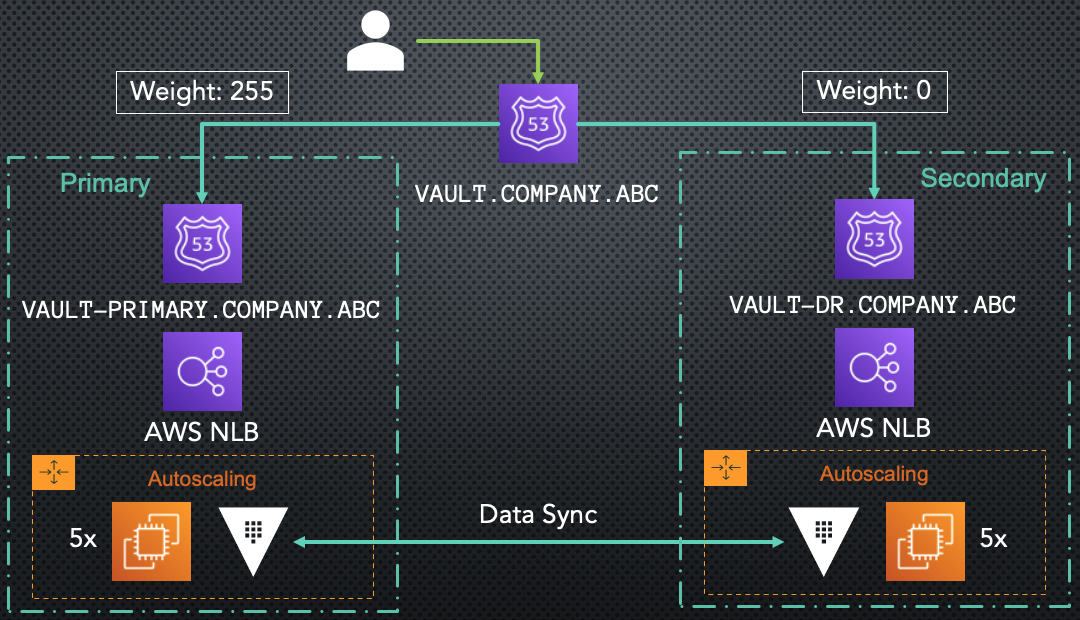 Weight: 255
Weight: 0
53
VAULT.COMPANY.ABC
Primary
Secondary
53
53
VAULT-PRIMARY.COMPANY.ABC
VAULT-DR.COMPANY.ABC
AWS NLB
AWS NLB
Autoscaling
Autoscaling
5x
Data Sync
5x